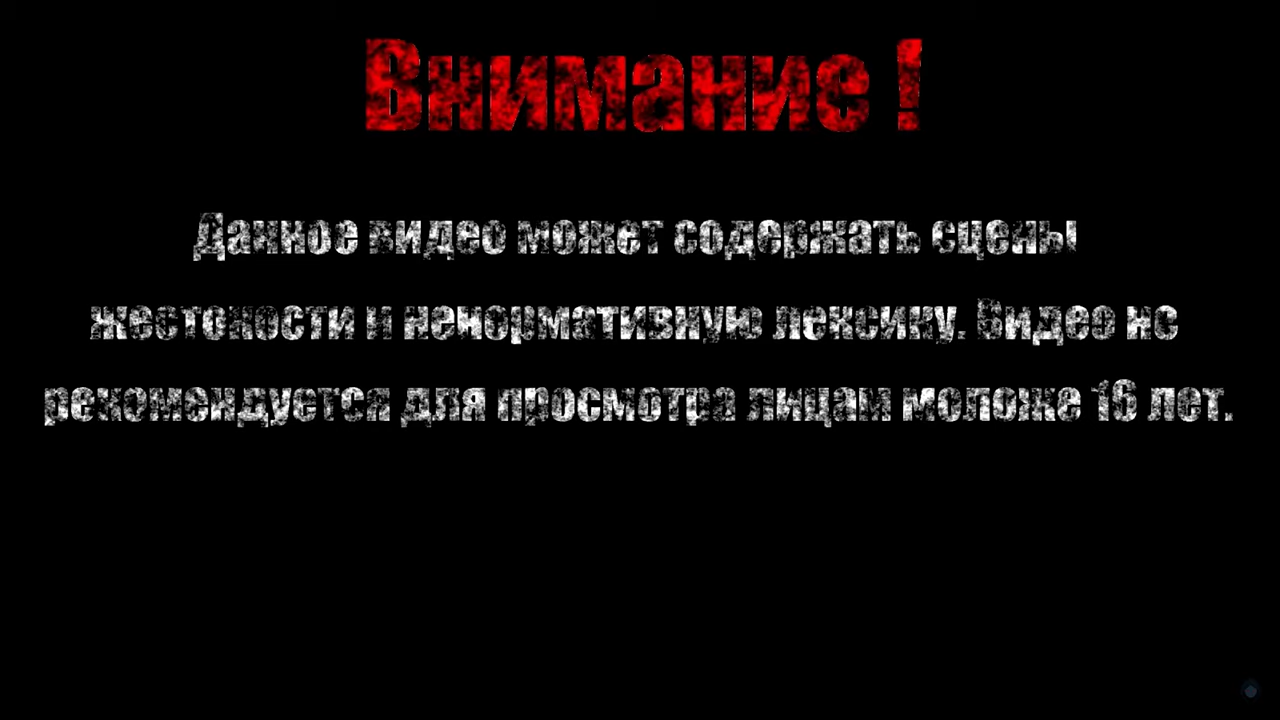 Внимание !
Данное видео может содержать сцены
жестокости и ненормативную лексику. Видео не
рекомендуется для просмотра лицам моложе 16 лет.